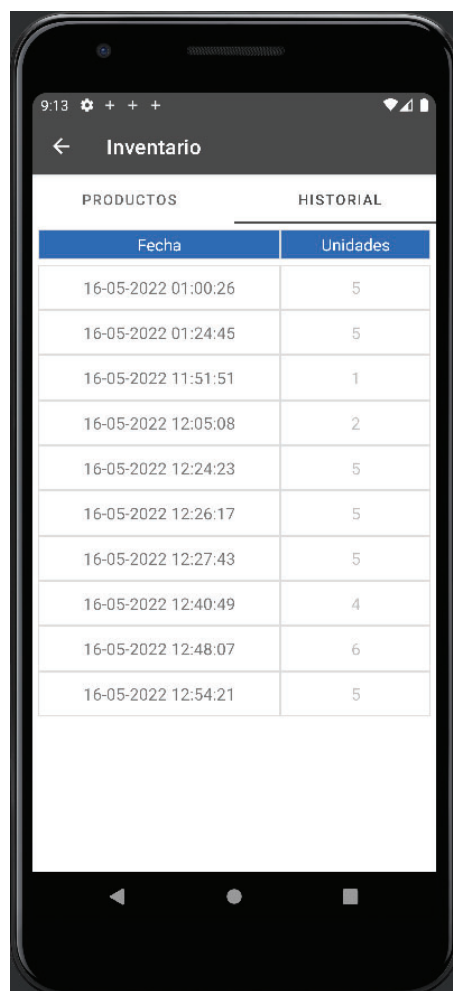 9:13
Inventario
PRODUCTOS HISTORIAL
Fecha Unidades
16-05-2022 01:00:26 5
16-05-2022 01:24:45 5
16-05-2022 11:51:51 1
16-05-2022 12:05:08 2
16-05-2022 12:24:23 5
16-05-2022 12:26:17 5
16-05-2022 12:27:43 5
16-05-2022 12:40:49 4
16-05-2022 12:48:07 6
16-05-2022 12:54:21 5